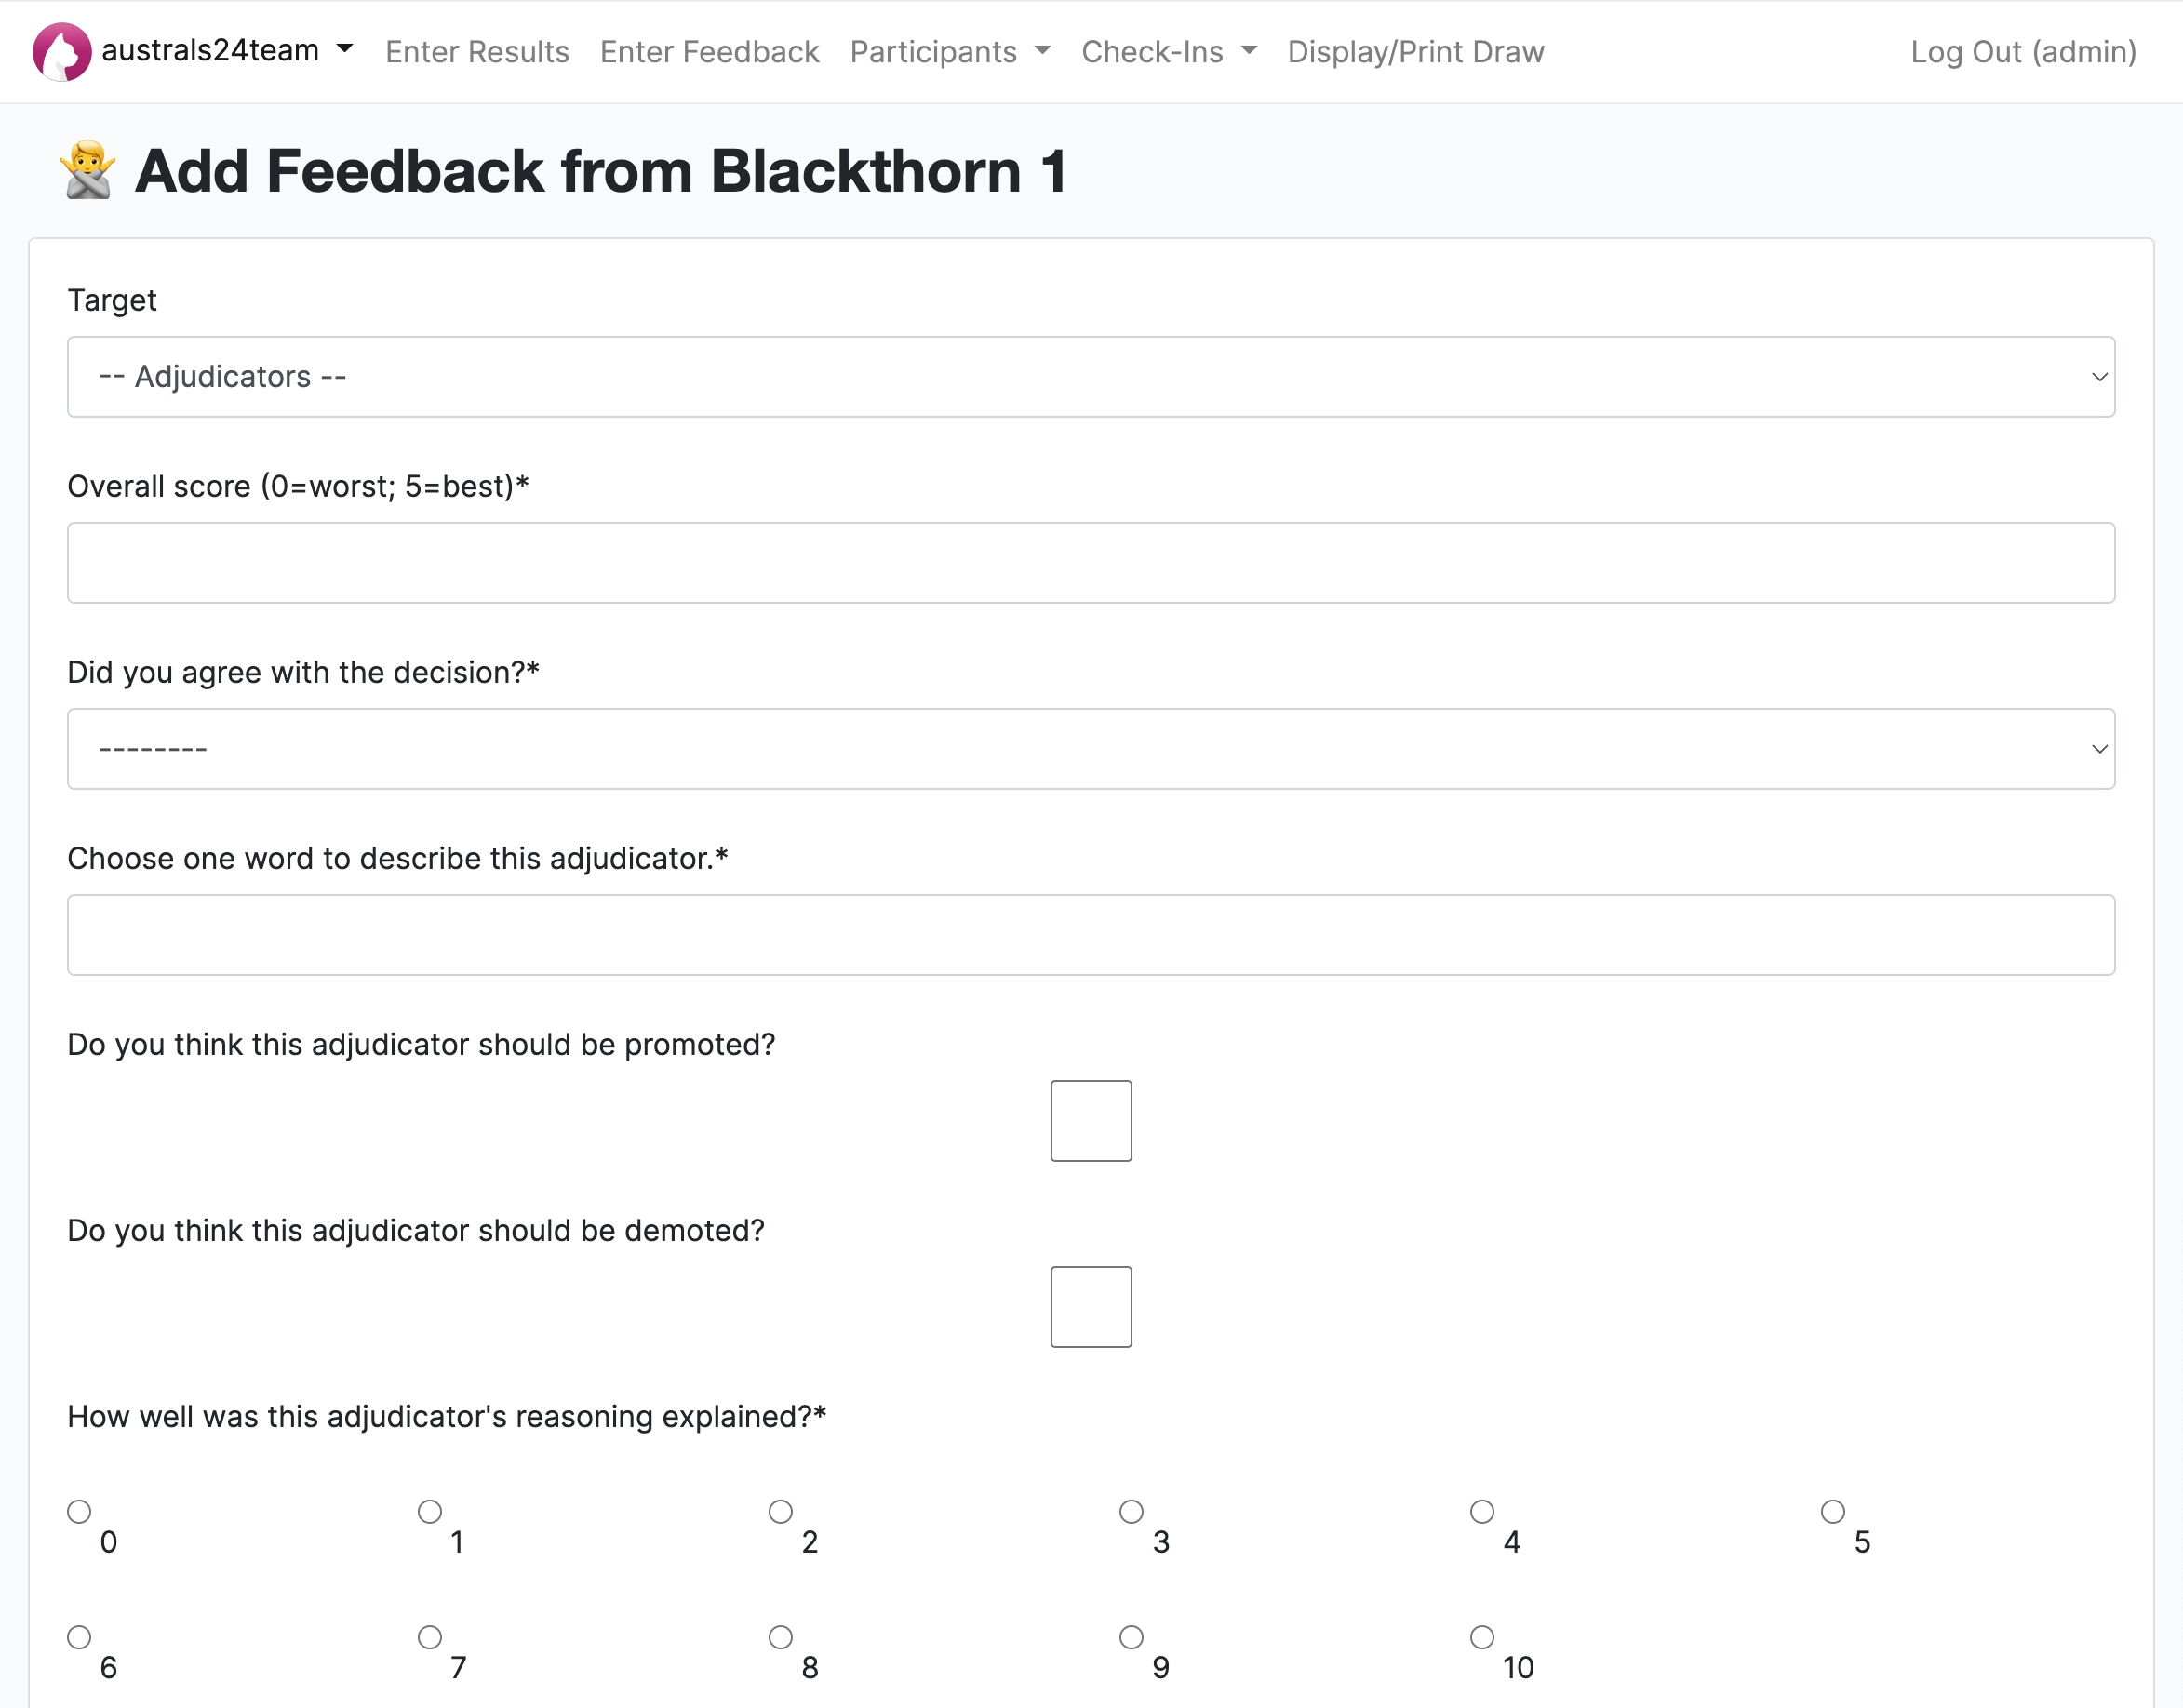 australs24team Enter Results Enter Feedback Participants Check-Ins Display/Print Draw Log Out (admin)
Add Feedback from Blackthorn 1
Target
-- Adjudicators --
Overall score (0=worst; 5=best)*
Did you agree with the decision?*
--------
Choose one word to describe this adjudicator.*
Do you think this adjudicator should be promoted?
Do you think this adjudicator should be demoted?
How well was this adjudicator's reasoning explained?*
0 1 2 3 4 5
6 7 8 9 10